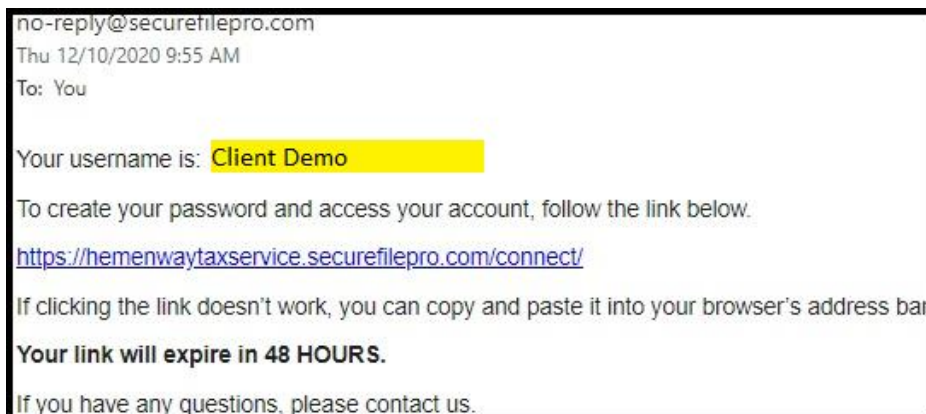 no-reply@securefilepro.com
Thu 12/10/2020 9:55 AM
To: You
Your username is: Client Demo
To create your password and access your account, follow the link below.
https://hemenwaytaxservice.securefilepro.com/connect/
If clicking the link doesn't work, you can copy and paste it into your browser's address bar
Your link will expire in 48 HOURS.
If you have any questions, please contact us.